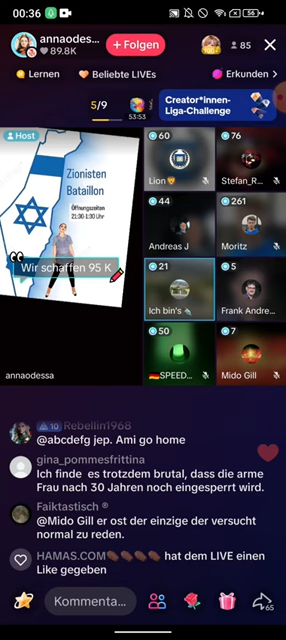 00:36
56
annaodes...
89.8K
+ Folgen
85
Lernen
Beliebte LIVEs
Erkunden
5/9
53:53
Creator*innen-
Liga-Challenge
Host
Zionisten
Bataillon
Öffnungszeiten
21:30-1:30 Uhr
Wir schaffen 95 K
annaodessa
60
Lion🦁
76
Stefan_R...
44
Andreas J
261
Moritz
21
Ich bin's
5
Frank Andre...
50
🇩🇪SPEED...
7
Mido Gill
10 Rebellin1968
@abcdefg jep. Ami go home
gina_pommesfrittina
Ich finde es trotzdem brutal, dass die arme
Frau nach 30 Jahren noch eingesperrt wird.
Faiktastisch ®
@Mido Gill er ost der einzige der versucht
normal zu reden.
HAMAS.COM hat dem LIVE einen
Like gegeben
Kommenta...
65